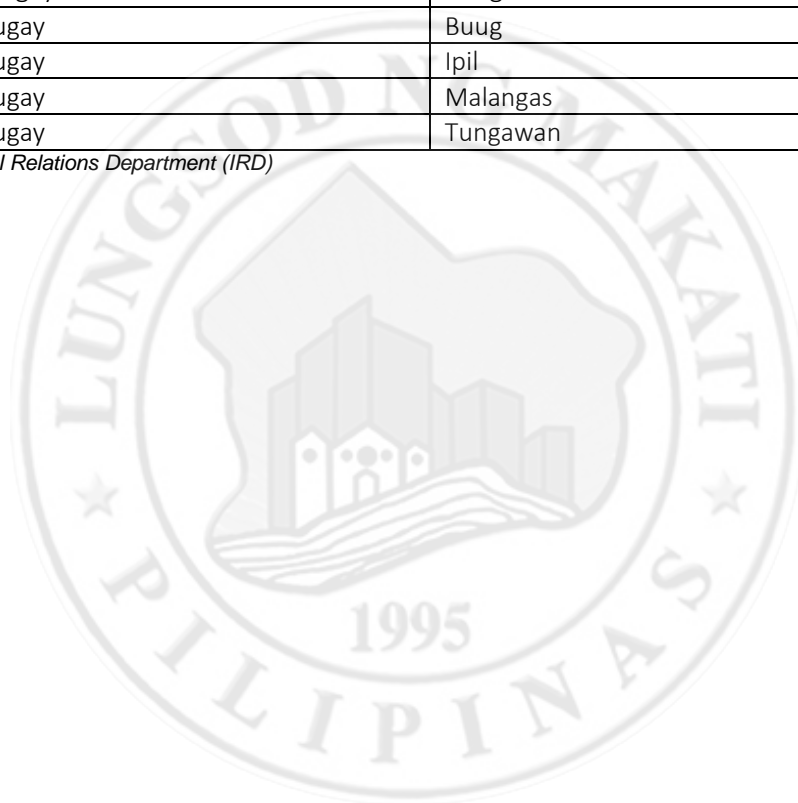 ugay Buug
ugay Ipil
ugay Malangas
ugay Tungawan
l Relations Department (IRD)
LUNGSOD NG MAKATI
1995
PILIPINAS